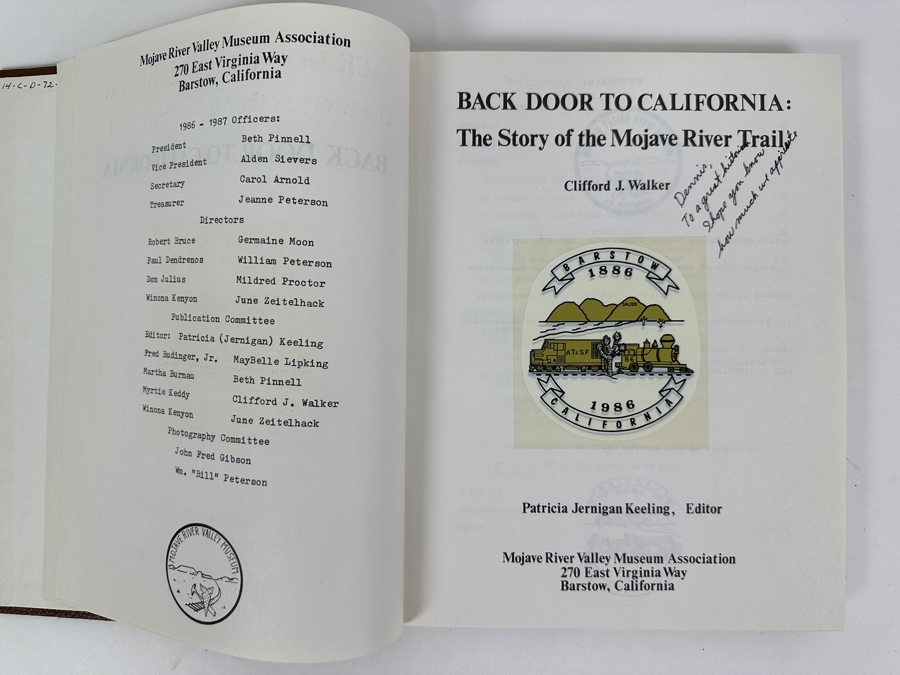 14-C-D-72-
Mojave River Valley Museum Association
270 East Virginia Way
Barstow, California
1986 - 1987 Officers:
President Beth Pinnell
Vice President Alden Sievers
Secretary Carol Arnold
Treasurer Jeanne Peterson
Directors
Robert Bruce Germaine Moon
Paul Dendrenos William Peterson
Don Julius Mildred Proctor
Winona Kenyon June Zeitelhack
Publication Committee
Editor: Patricia (Jernigan) Keeling
Fred Budinger, Jr. MayBelle Lipking
Martha Burnau Beth Pinnell
Myrtie Keddy Clifford J. Walker
Winona Kenyon June Zeitelhack
Photography Committee
John Fred Gibson
Wm. "Bill" Peterson
MOJAVE RIVER VALLEY MUSEUM
BACK DOOR TO CALIFORNIA:
The Story of the Mojave River Trail
Clifford J. Walker
Dennis,
To a great historian
I hope you know
how much we
BARSTOW
1886
CALICO
AT&SF
1986
CALIFORNIA
Patricia Jernigan Keeling, Editor
Mojave River Valley Museum Association
270 East Virginia Way
Barstow, California